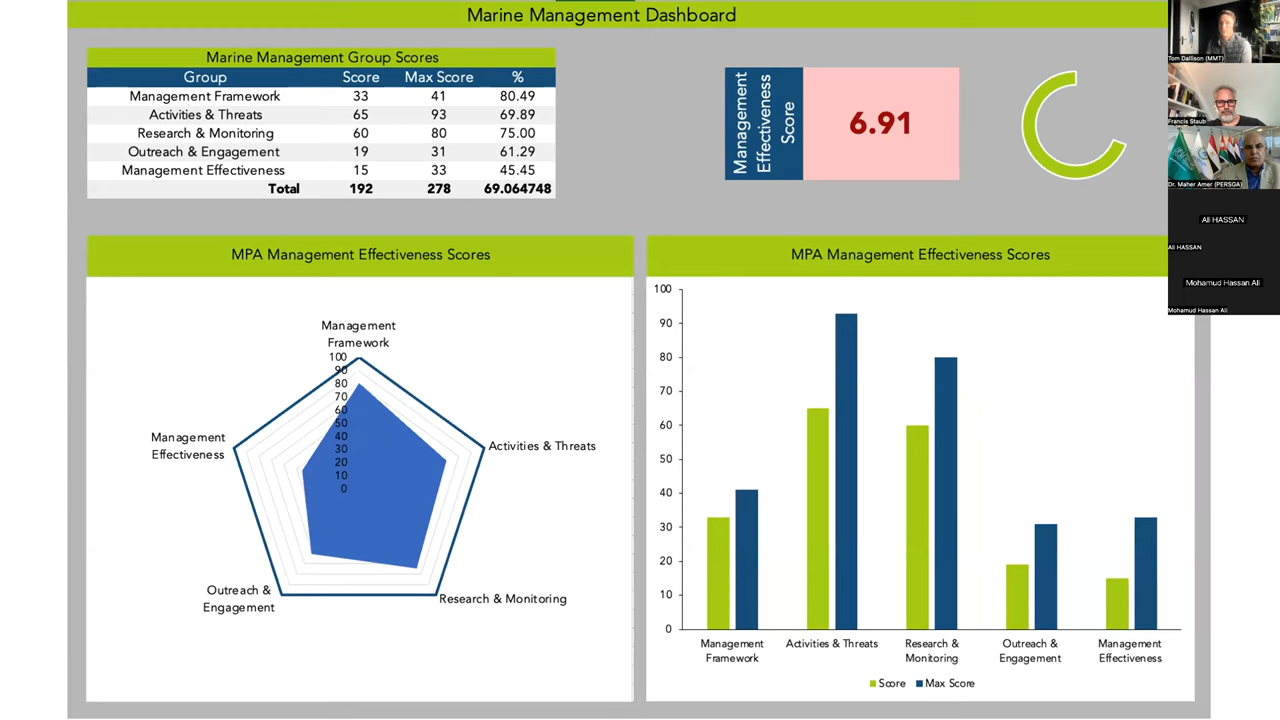 Marine Management Dashboard
Marine Management Group Scores
Group Score Max Score %
Management Framework 33 41 80.49
Activities & Threats 65 93 69.89
Research & Monitoring 60 80 75.00
Outreach & Engagement 19 31 61.29
Management Effectiveness 15 33 45.45
Total 192 278 69.064748
Management
Effectiveness
Score
6.91
Tom Dallison (MMT)
Francis Staub
Dr. Maher Amer (PERSGA)
Ali HASSAN
Ali HASSAN
Mohamud Hassan Ali
Mohamud Hassan Ali
MPA Management Effectiveness Scores
Management
Framework
100
90
80
70
60
50
40
30
20
10
0
Activities & Threats
Research & Monitoring
Outreach &
Engagement
Management
Effectiveness
MPA Management Effectiveness Scores
100
90
80
70
60
50
40
30
20
10
0
Management
Framework
Activities & Threats
Research &
Monitoring
Outreach &
Engagement
Management
Effectiveness
Score Max Score